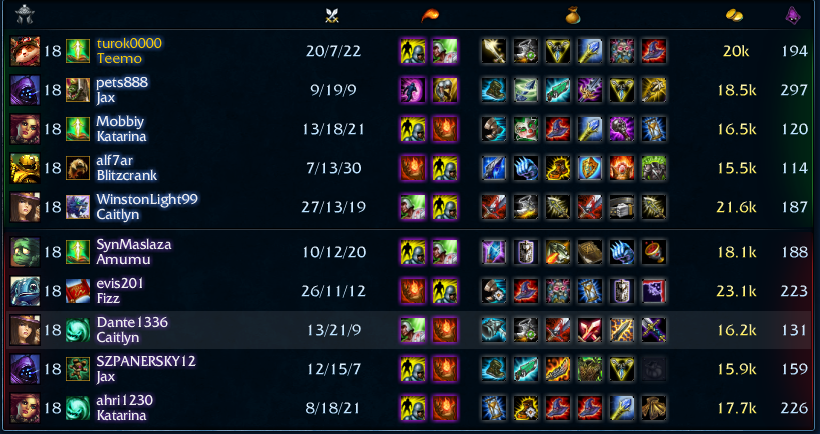 18 turok0000 20/7/22 20k 194
Teemo
18 pets888 9/19/9 18.5k 297
Jax
18 Mobbiy 13/18/21 16.5k 120
Katarina
18 alf7ar 7/13/30 15.5k 114
Blitzcrank
18 WinstonLight99 27/13/19 21.6k 187
Caitlyn
18 SynMaslaza 10/12/20 18.1k 188
Amumu
18 evis201 26/11/12 23.1k 223
Fizz
18 Dante1336 13/21/9 16.2k 131
Caitlyn
18 SZPANERSKY12 12/15/7 15.9k 159
Jax
18 ahri1230 8/18/21 17.7k 226
Katarina